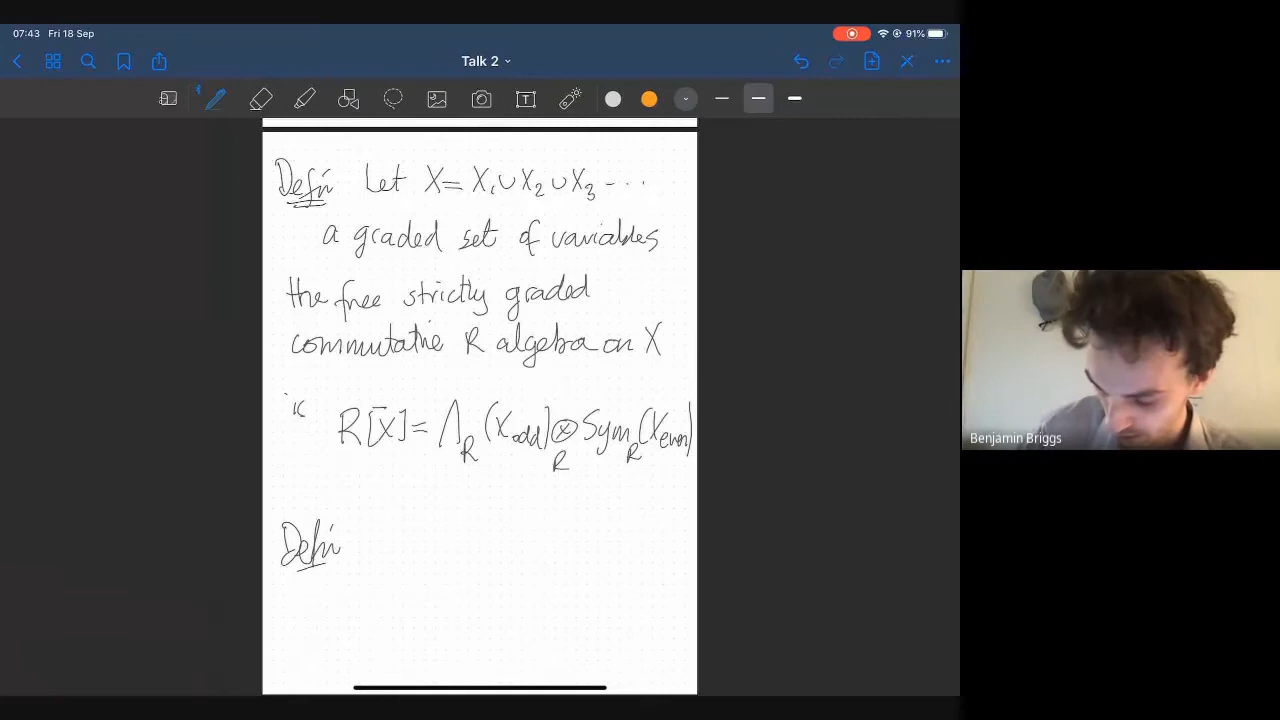 07:43 Fri 18 Sep
91%
Talk 2
Defn Let X = X₁ ∪ X₂ ∪ X₃ ...
a graded set of variables
the free strictly graded
commutative R algebra on X
is R[X] = Λ_R (X_odd) ⊗_R Sym_R (X_even)
Defn
Benjamin Briggs